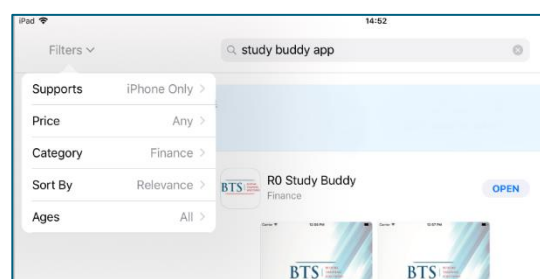 iPad 14:52
Filters study buddy app
Supports iPhone Only
Price Any
Category Finance
Sort By Relevance
Ages All
BTS R0 Study Buddy
Finance
OPEN
BTS BTS